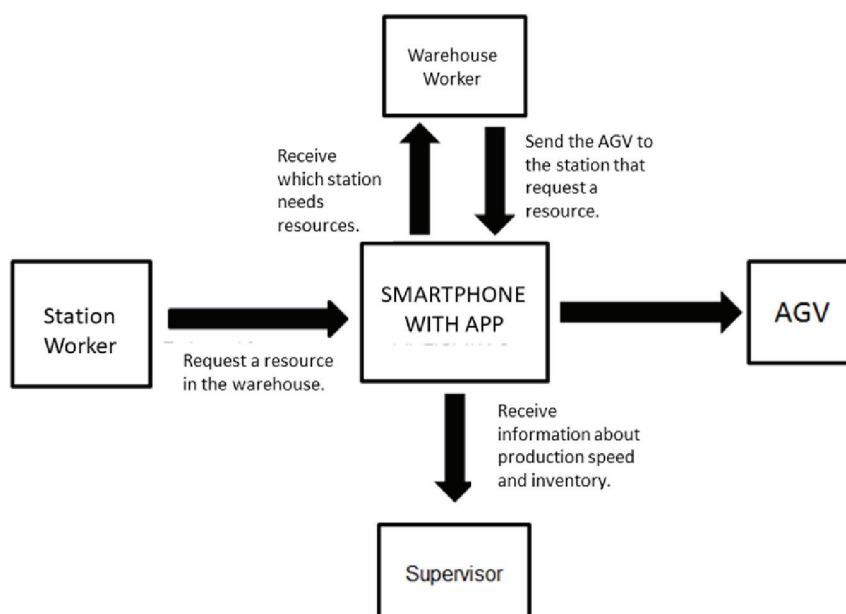 Warehouse
Worker
Receive
which station
needs
resources.
Send the AGV to
the station that
request a
resource.
Station
Worker
SMARTPHONE
WITH APP
AGV
Request a resource
in the warehouse.
Receive
information about
production speed
and inventory.
Supervisor